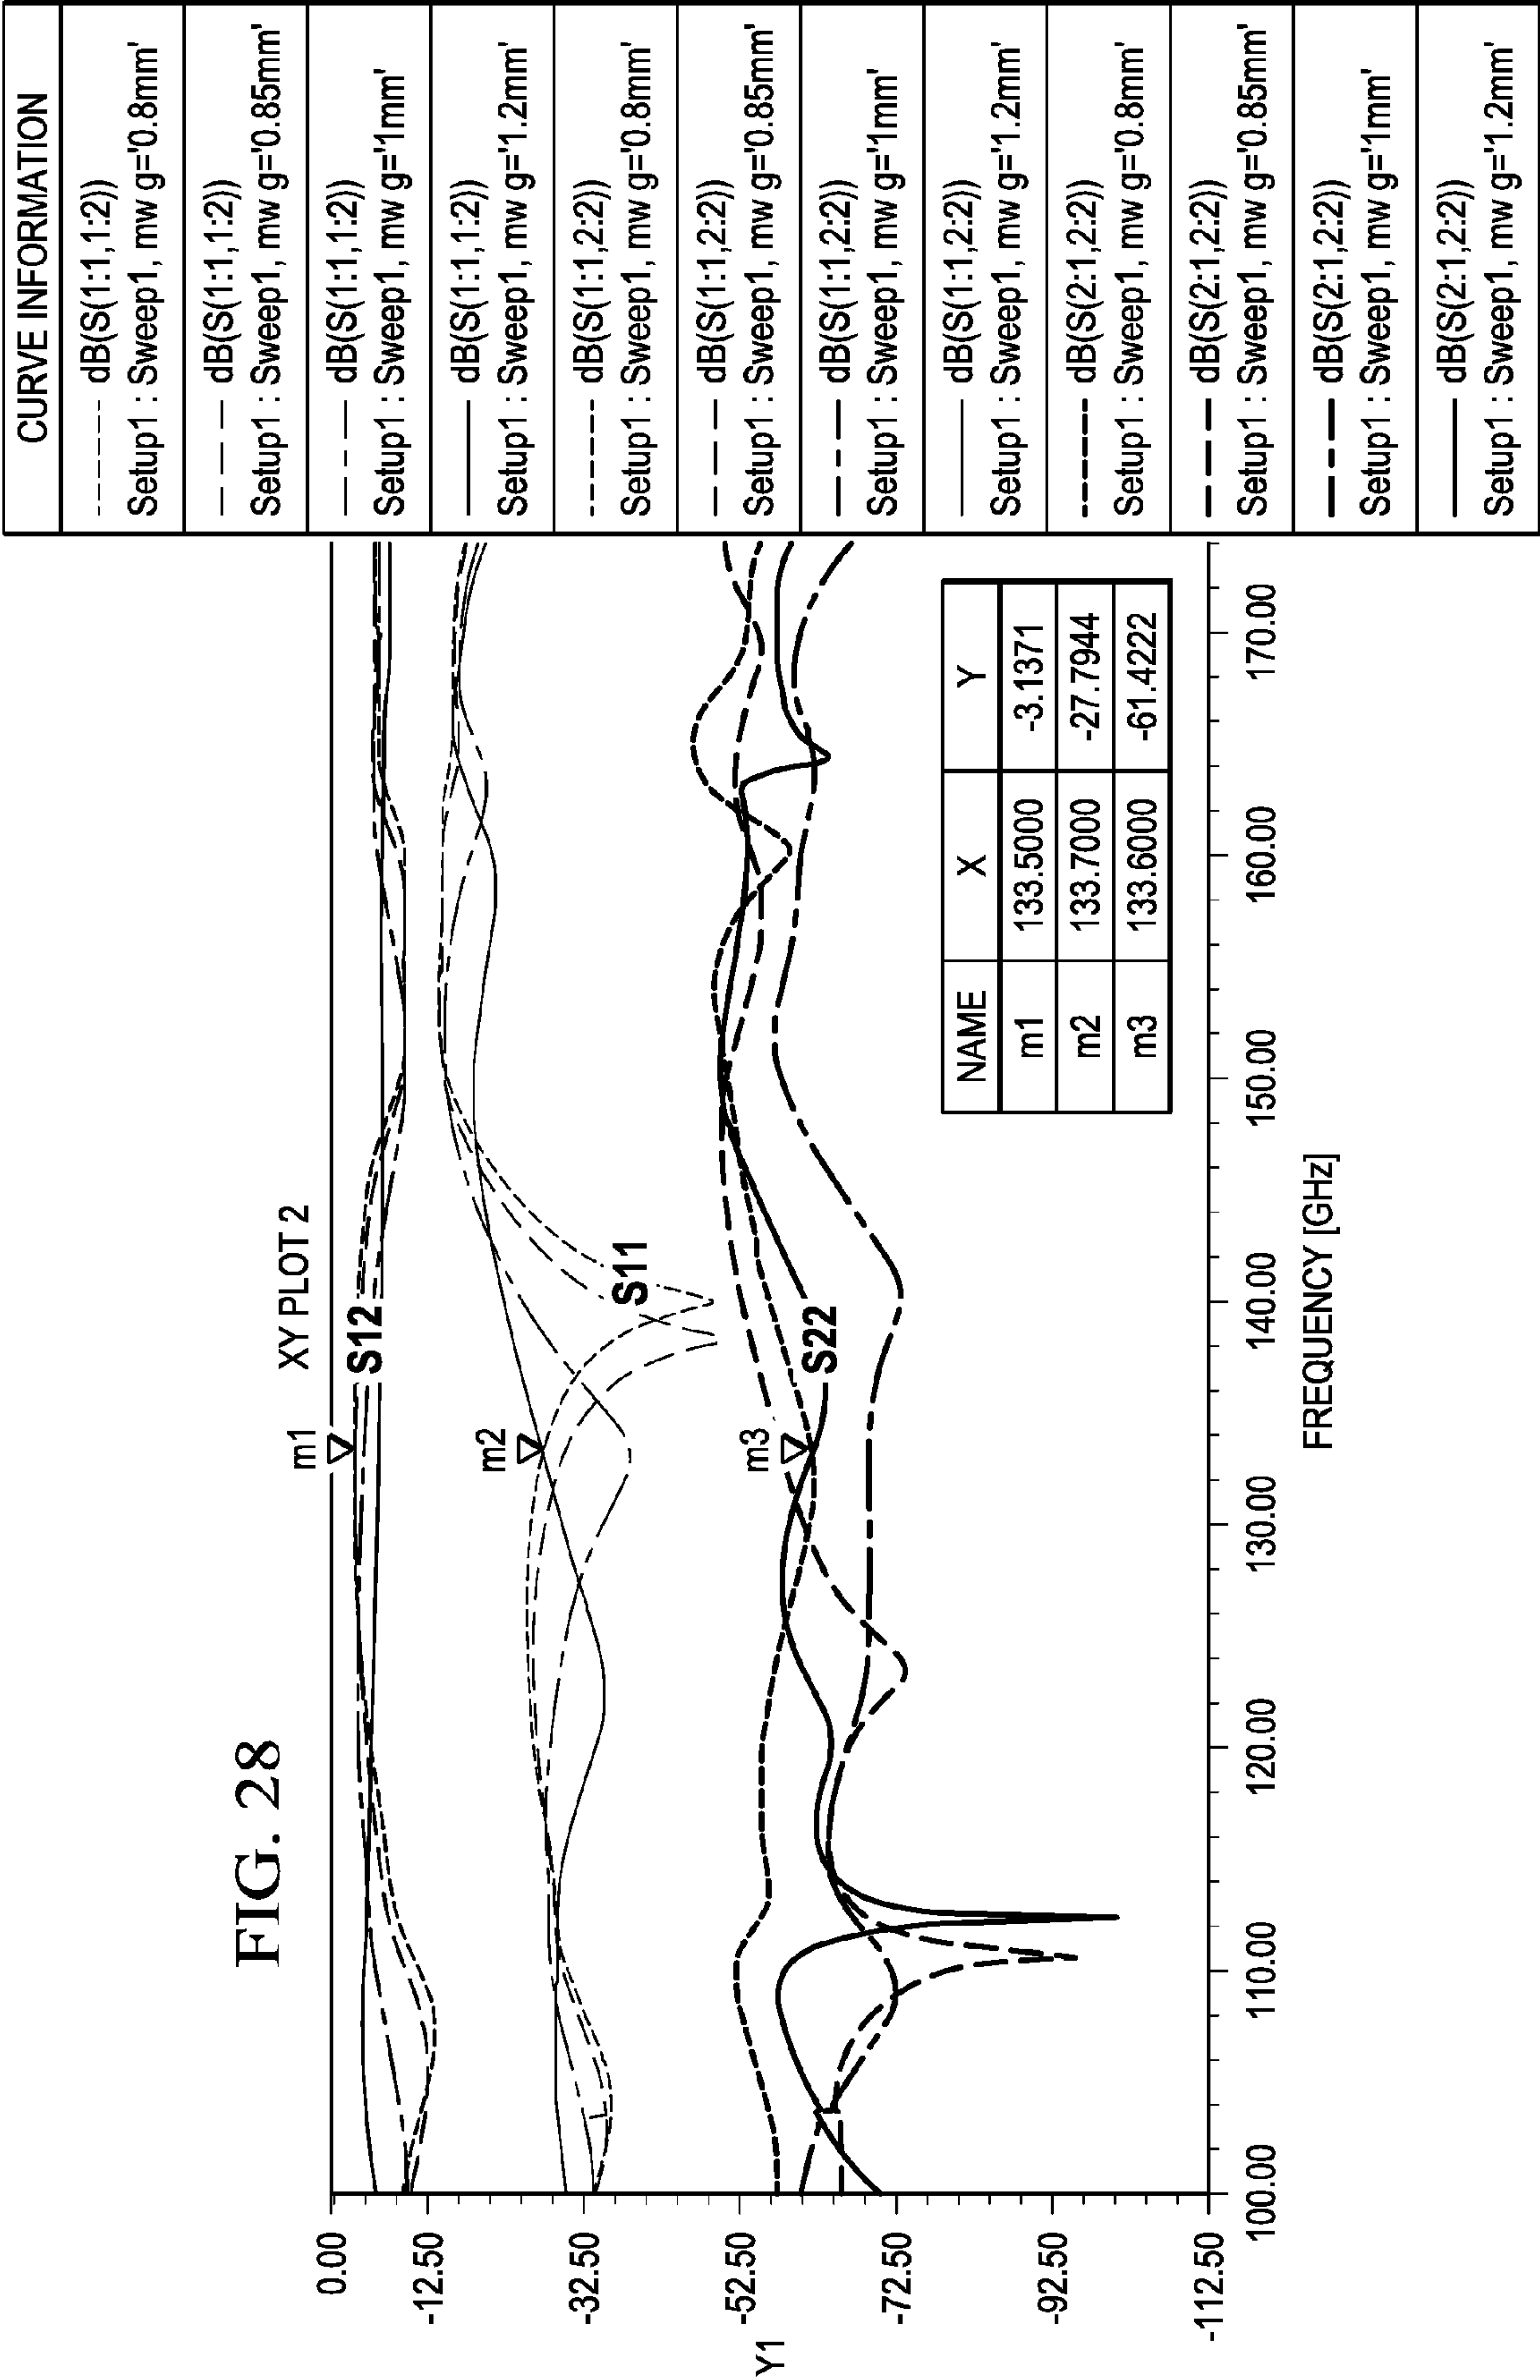 FIG. 28
XY PLOT 2
0.00
-12.50
-32.50
-52.50
-72.50
-92.50
-112.50
Y1
m1
S12
m2
S11
m3
S22
NAME X Y
m1 133.5000 -3.1371
m2 133.7000 -27.7944
m3 133.6000 -61.4222
100.00 110.00 120.00 130.00 140.00 150.00 160.00 170.00
FREQUENCY [GHz]
CURVE INFORMATION
dB(S(1:1,1:2))
Setup1 : Sweep1, mw g='0.8mm'
dB(S(1:1,1:2))
Setup1 : Sweep1, mw g='0.85mm'
dB(S(1:1,1:2))
Setup1 : Sweep1, mw g='1mm'
dB(S(1:1,1:2))
Setup1 : Sweep1, mw g='1.2mm'
dB(S(1:1,2:2))
Setup1 : Sweep1, mw g='0.8mm'
dB(S(1:1,2:2))
Setup1 : Sweep1, mw g='0.85mm'
dB(S(1:1,2:2))
Setup1 : Sweep1, mw g='1mm'
dB(S(1:1,2:2))
Setup1 : Sweep1, mw g='1.2mm'
dB(S(2:1,2:2))
Setup1 : Sweep1, mw g='0.8mm'
dB(S(2:1,2:2))
Setup1 : Sweep1, mw g='0.85mm'
dB(S(2:1,2:2))
Setup1 : Sweep1, mw g='1mm'
dB(S(2:1,2:2))
Setup1 : Sweep1, mw g='1.2mm'